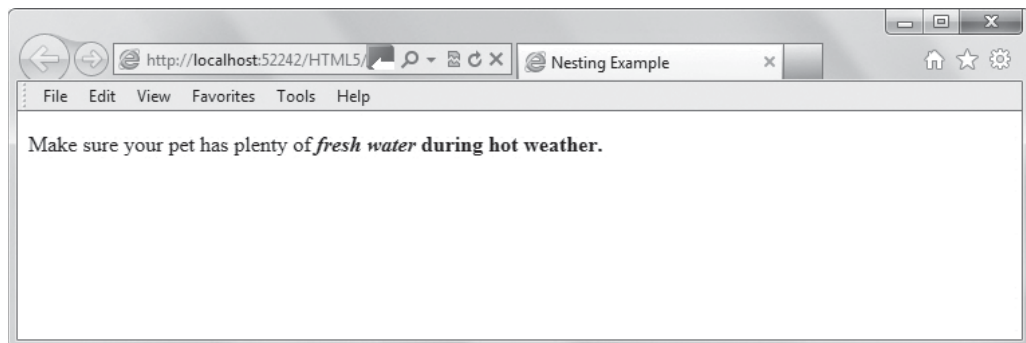 http://localhost:52242/HTML5/
Nesting Example
File Edit View Favorites Tools Help
Make sure your pet has plenty of fresh water during hot weather.